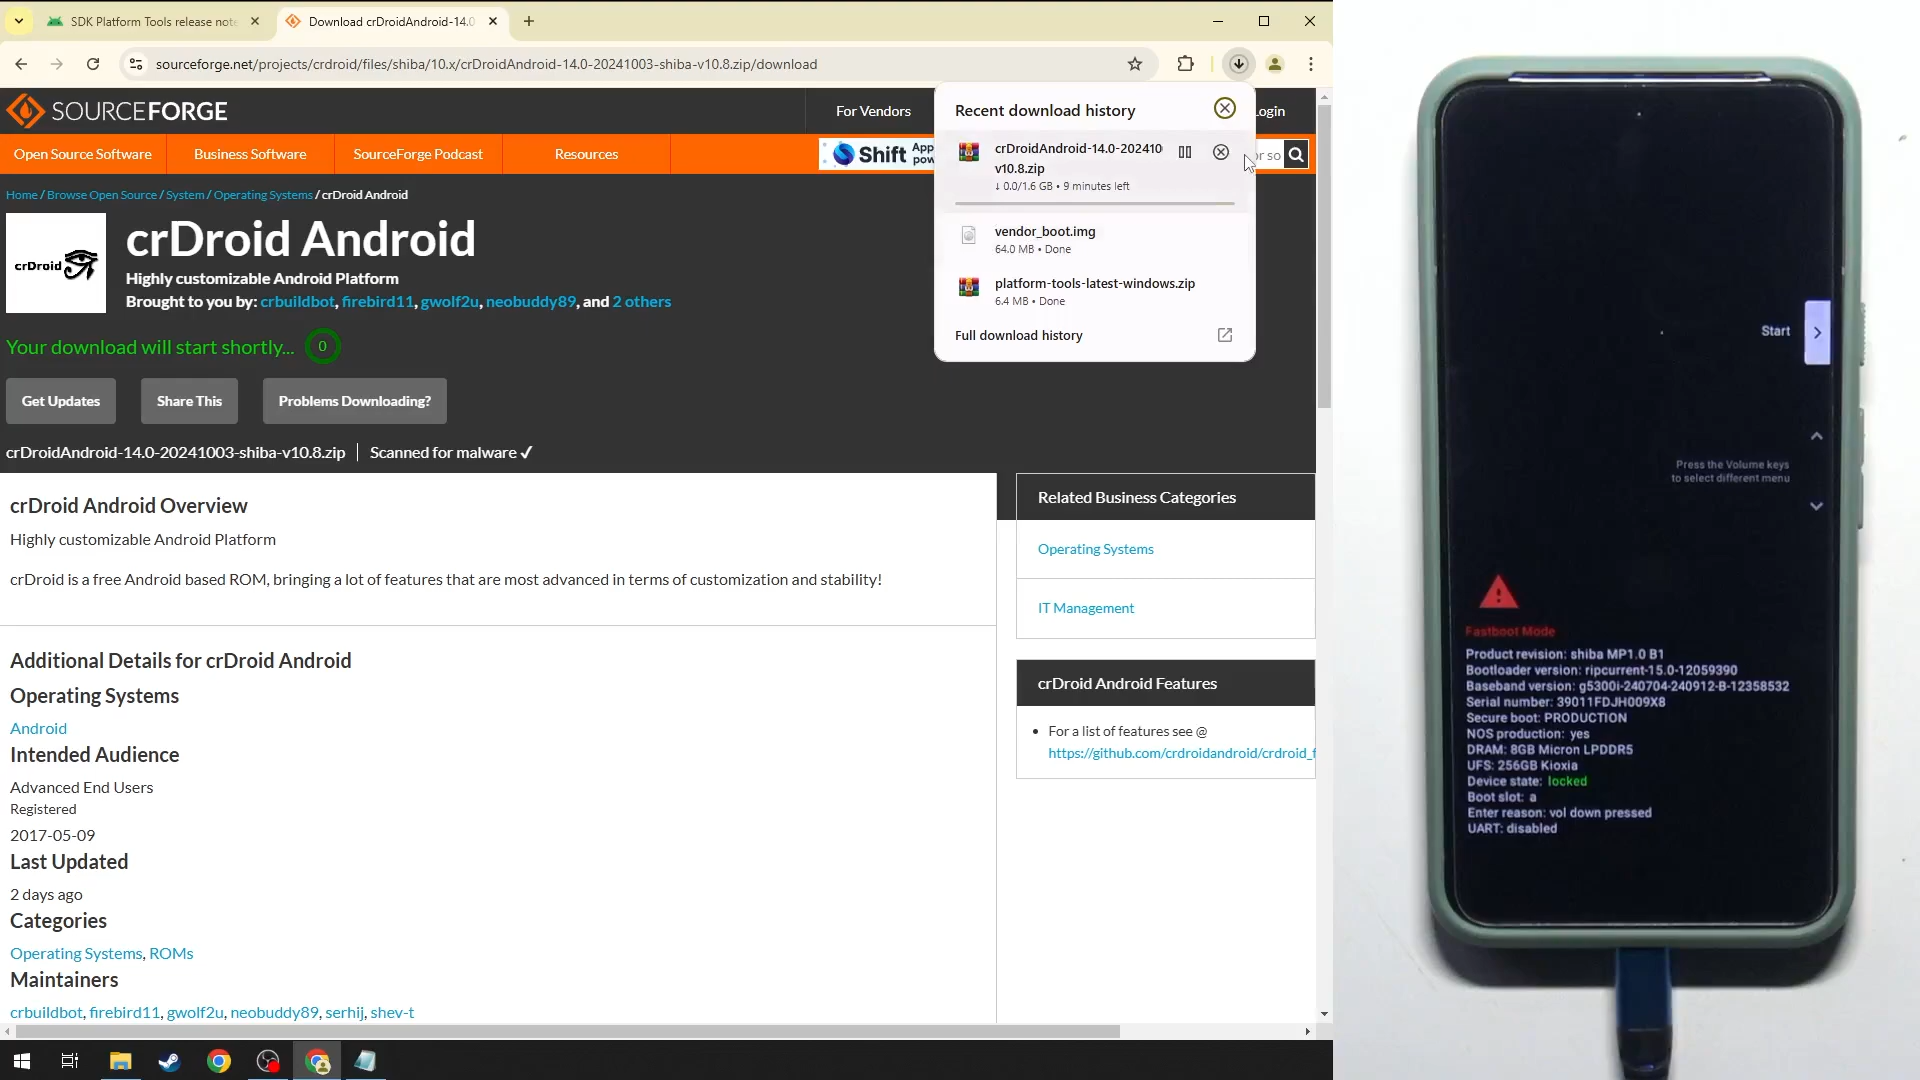 SDK Platform Tools release note
Download crDroidAndroid-14.0
sourceforge.net/projects/crdroid/files/shiba/10.x/crDroidAndroid-14.0-20241003-shiba-v10.8.zip/download
SOURCEFORGE
For Vendors
Login
Open Source Software
Business Software
SourceForge Podcast
Resources
Shift
App
pow
or so
Recent download history
crDroidAndroid-14.0-202410
v10.8.zip
↓ 0.0/1.6 GB • 9 minutes left
vendor_boot.img
64.0 MB • Done
platform-tools-latest-windows.zip
6.4 MB • Done
Full download history
Home / Browse Open Source / System / Operating Systems / crDroid Android
crDroid
crDroid Android
Highly customizable Android Platform
Brought to you by: crbuildbot, firebird11, gwolf2u, neobuddy89, and 2 others
Your download will start shortly... 0
Get Updates
Share This
Problems Downloading?
crDroidAndroid-14.0-20241003-shiba-v10.8.zip
Scanned for malware ✓
crDroid Android Overview
Highly customizable Android Platform
crDroid is a free Android based ROM, bringing a lot of features that are most advanced in terms of customization and stability!
Additional Details for crDroid Android
Operating Systems
Android
Intended Audience
Advanced End Users
Registered
2017-05-09
Last Updated
2 days ago
Categories
Operating Systems, ROMs
Maintainers
crbuildbot, firebird11, gwolf2u, neobuddy89, serhij, shev-t
Related Business Categories
Operating Systems
IT Management
crDroid Android Features
• For a list of features see @
https://github.com/crdroidandroid/crdroid_f
Start
Press the Volume keys
to select different menu
Fastboot Mode
Product revision: shiba MP1.0 B1
Bootloader version: ripcurrent-15.0-12059390
Baseband version: g5300i-240704-240912-B-12358532
Serial number: 39011FDJH009X8
Secure boot: PRODUCTION
NOS production: yes
DRAM: 8GB Micron LPDDR5
UFS: 256GB Kioxia
Device state: locked
Boot slot: a
Enter reason: vol down pressed
UART: disabled